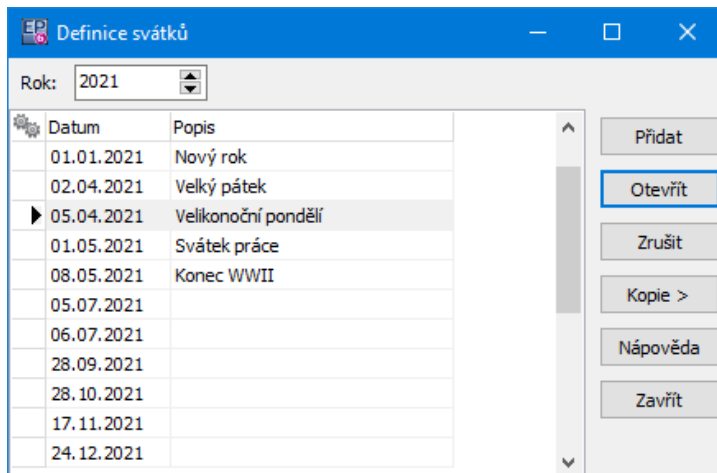 Definice svátků
Rok: 2021
Datum Popis
01.01.2021 Nový rok
02.04.2021 Velký pátek
05.04.2021 Velikonoční pondělí
01.05.2021 Svátek práce
08.05.2021 Konec WWII
05.07.2021
06.07.2021
28.09.2021
28.10.2021
17.11.2021
24.12.2021
Přidat
Otevřít
Zrušit
Kopie >
Nápověda
Zavřít